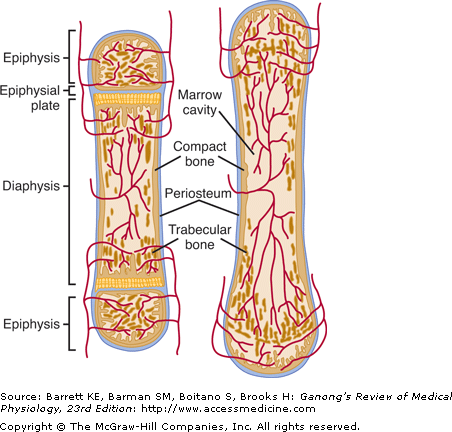 Epiphysis
Epiphysial
plate
Diaphysis
Epiphysis
Marrow
cavity
Compact
bone
Periosteum
Trabecular
bone
Source: Barrett KE, Barman SM, Boitano S, Brooks H: Ganong's Review of Medical
Physiology, 23rd Edition: http://www.accessmedicine.com
Copyright © The McGraw-Hill Companies, Inc. All rights reserved.